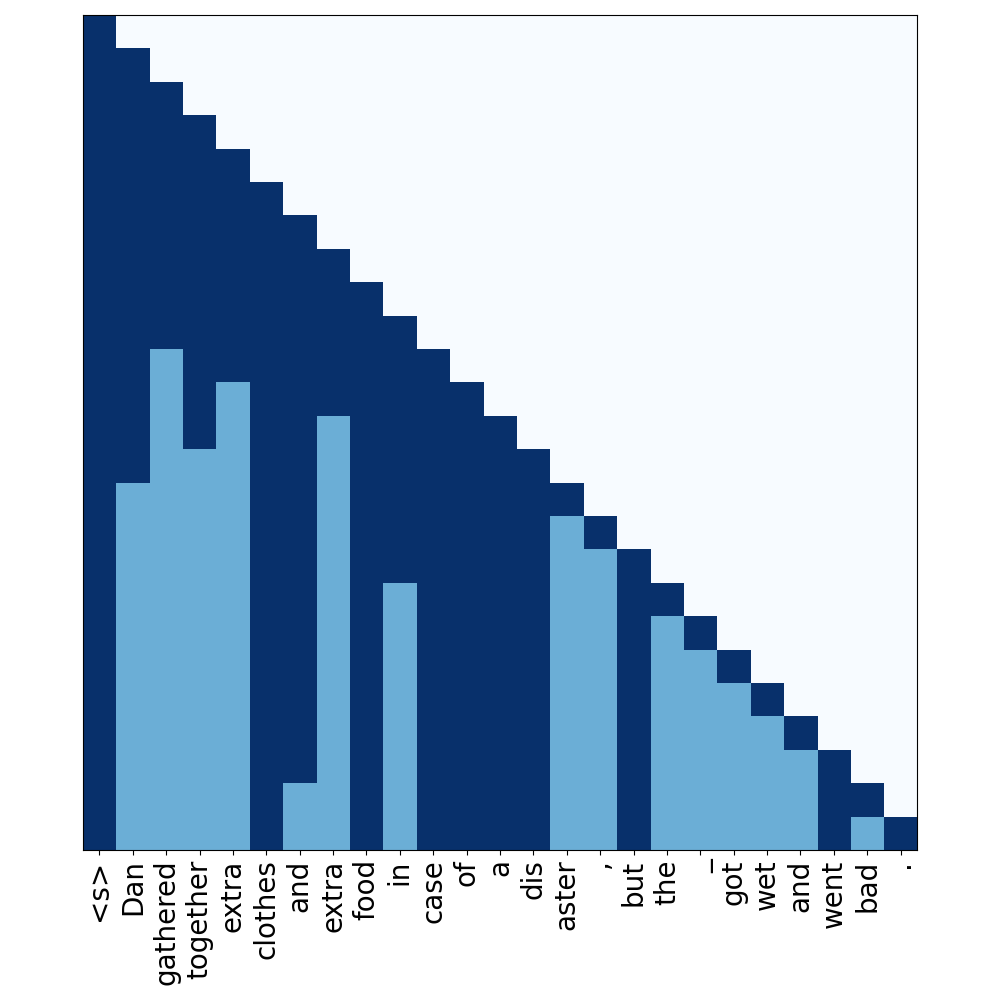 <s>
Dan
gathered
together
extra
clothes
and
extra
food
in
case
of
a
dis
aster
,
but
the
_
got
wet
and
went
bad
.